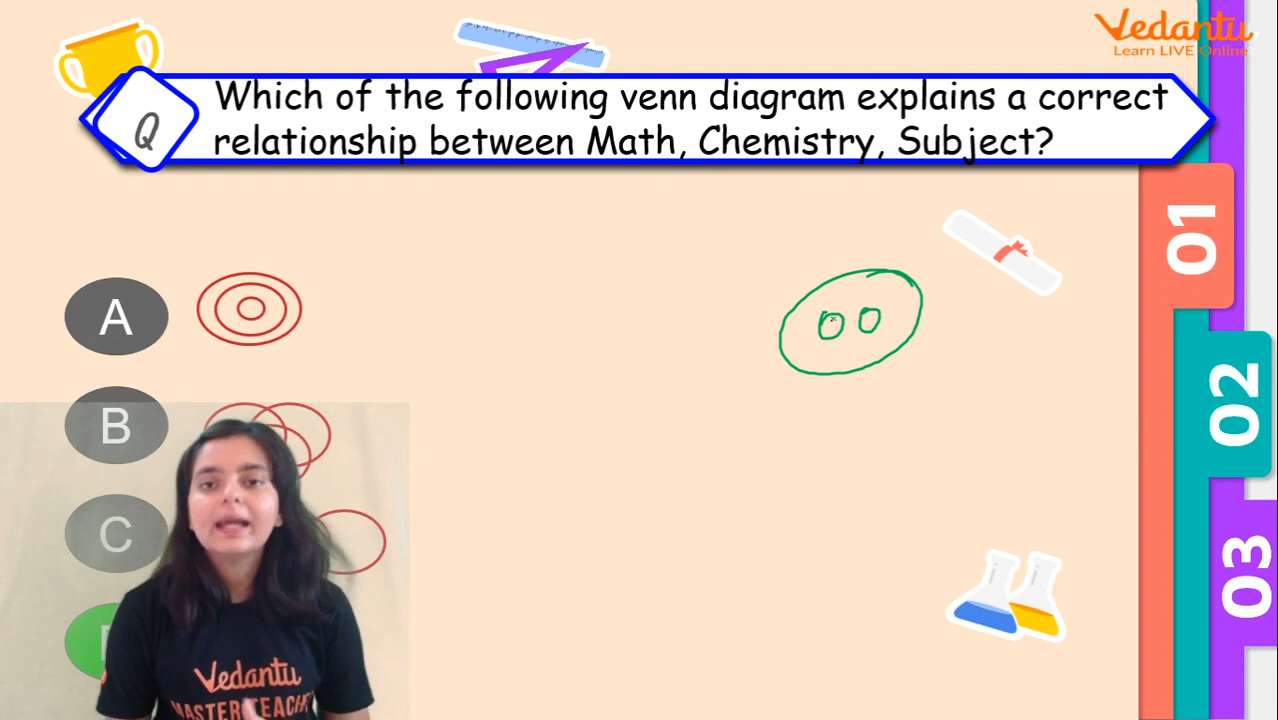 Vedantu
Learn LIVE Online
Q
Which of the following venn diagram explains a correct
relationship between Math, Chemistry, Subject?
01
A
02
B
C
03
Vedantu